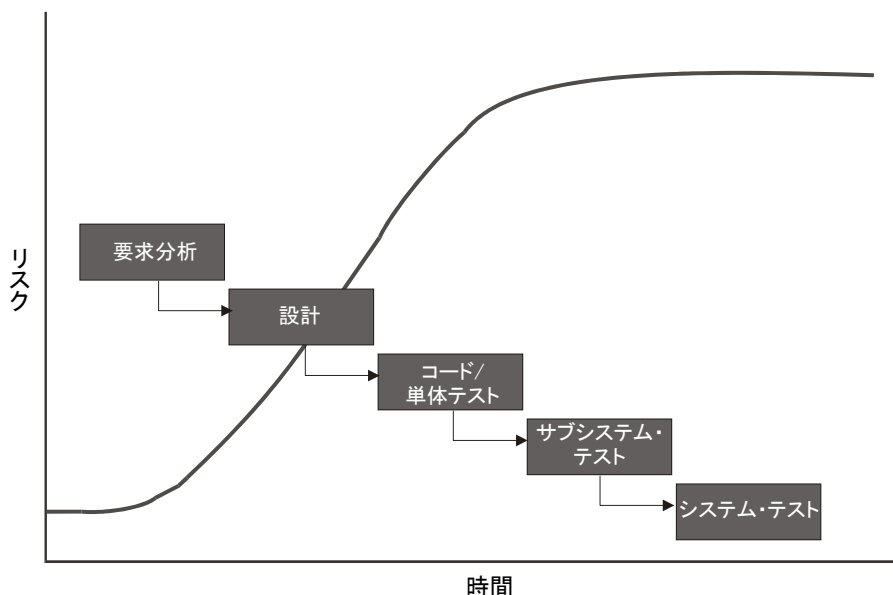 要求分析
リスク
設計
コード/
単体テスト
サブシステム・
テスト
システム・テスト
時間